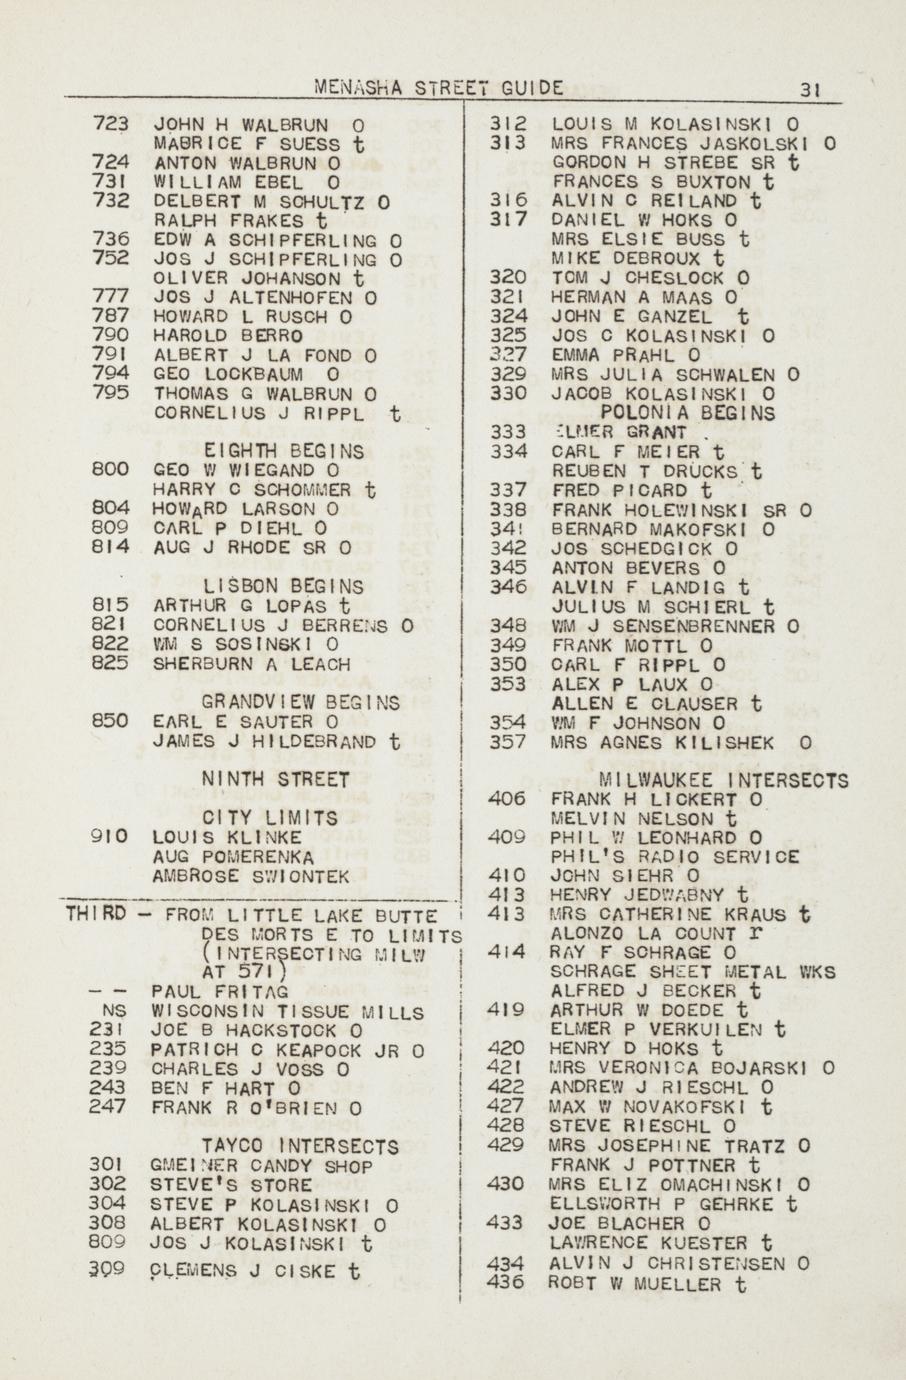 MENASHA STREET GUIDE 31
723 JOHN H WALBRUN O
MABRICE F SUESS t
724 ANTON WALBRUN O
731 WILLIAM EBEL O
732 DELBERT M SCHULTZ O
RALPH FRAKES t
736 EDW A SCHIPFERLING O
752 JOS J SCHIPFERLING O
OLIVER JOHANSON t
777 JOS J ALTENHOFEN O
787 HOWARD L RUSCH O
790 HAROLD BERRO
791 ALBERT J LA FOND O
794 GEO LOCKBAUM O
795 THOMAS G WALBRUN O
CORNELIUS J RIPPL t
EIGHTH BEGINS
800 GEO W WIEGAND O
HARRY C SCHOMMER t
804 HOWARD LARSON O
809 CARL P DIEHL O
814 AUG J RHODE SR O
LISBON BEGINS
815 ARTHUR G LOPAS t
821 CORNELIUS J BERRENS O
822 WM S SOSINSKI O
825 SHERBURN A LEACH
GRANDVIEW BEGINS
850 EARL E SAUTER O
JAMES J HILDEBRAND t
NINTH STREET
CITY LIMITS
910 LOUIS KLINKE
AUG POMERENKA
AMBROSE SWIONTEK
THIRD – FROM LITTLE LAKE BUTTE
DES MORTS E TO LIMITS
(INTERSECTING MILW
AT 571)
– – PAUL FRITAG
NS WISCONSIN TISSUE MILLS
231 JOE B HACKSTOCK O
235 PATRICH C KEAPOCK JR O
239 CHARLES J VOSS O
243 BEN F HART O
247 FRANK R O'BRIEN O
TAYCO INTERSECTS
301 GMEINER CANDY SHOP
302 STEVE'S STORE
304 STEVE P KOLASINSKI O
308 ALBERT KOLASINSKI O
809 JOS J KOLASINSKI t
309 CLEMENS J CISKE t
312 LOUIS M KOLASINSKI O
313 MRS FRANCES JASKOLSKI O
GORDON H STREBE SR t
FRANCES S BUXTON t
316 ALVIN C REILAND t
317 DANIEL W HOKS O
MRS ELSIE BUSS t
MIKE DEBROUX t
320 TOM J CHESLOCK O
321 HERMAN A MAAS O
324 JOHN E GANZEL t
325 JOS C KOLASINSKI O
327 EMMA PRAHL O
329 MRS JULIA SCHWALEN O
330 JACOB KOLASINSKI O
POLONIA BEGINS
333 ELMER GRANT
334 CARL F MEIER t
REUBEN T DRUCKS t
337 FRED PICARD t
338 FRANK HOLEWINSKI SR O
341 BERNARD MAKOFSKI O
342 JOS SCHEDGICK O
345 ANTON BEVERS O
346 ALVIN F LANDIG t
JULIUS M SCHIERL t
348 WM J SENSENBRENNER O
349 FRANK MOTTL O
350 CARL F RIPPL O
353 ALEX P LAUX O
ALLEN E CLAUSER t
354 WM F JOHNSON O
357 MRS AGNES KILISHEK O
MILWAUKEE INTERSECTS
406 FRANK H LICKERT O
MELVIN NELSON t
409 PHIL W LEONHARD O
PHIL'S RADIO SERVICE
410 JOHN SIEHR O
413 HENRY JEDWABNY t
413 MRS CATHERINE KRAUS t
ALONZO LA COUNT r
414 RAY F SCHRAGE O
SCHRAGE SHEET METAL WKS
ALFRED J BECKER t
419 ARTHUR W DOEDE t
ELMER P VERKUILEN t
420 HENRY D HOKS t
421 MRS VERONICA BOJARSKI O
422 ANDREW J RIESCHL O
427 MAX W NOVAKOFSKI t
428 STEVE RIESCHL O
429 MRS JOSEPHINE TRATZ O
FRANK J POTTNER t
430 MRS ELIZ OMACHINSKI O
ELLSWORTH P GEHRKE t
433 JOE BLACHER O
LAWRENCE KUESTER t
434 ALVIN J CHRISTENSEN O
436 ROBT W MUELLER t